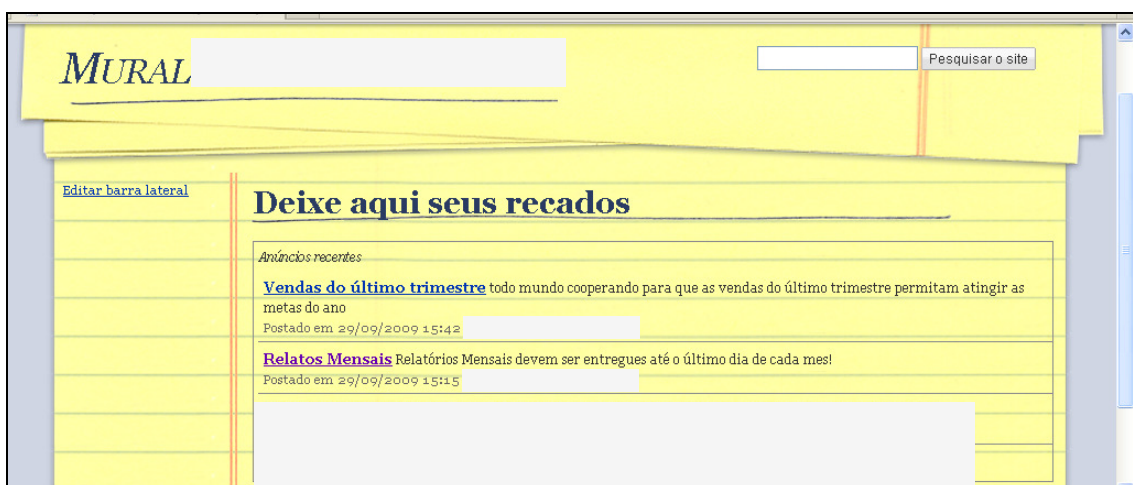 MURAL
Pesquisar o site
Editar barra lateral
Deixe aqui seus recados
Anúncios recentes
Vendas do último trimestre todo mundo cooperando para que as vendas do último trimestre permitam atingir as
metas do ano
Postado em 29/09/2009 15:42
Relatos Mensais Relatórios Mensais devem ser entregues até o último dia de cada mes!
Postado em 29/09/2009 15:15